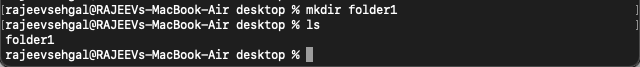 [rajeevsehgal@RAJEEVs-MacBook-Air desktop % mkdir folder1 ]
[rajeevsehgal@RAJEEVs-MacBook-Air desktop % ls ]
folder1
rajeevsehgal@RAJEEVs-MacBook-Air desktop %